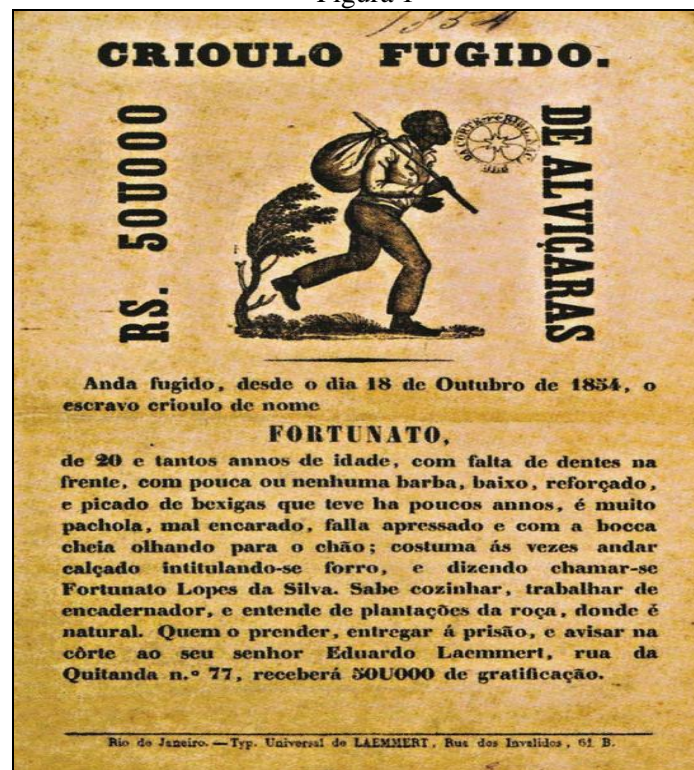 Figura 1
1854
CRIOULO FUGIDO.
RS. 50U000
DE ALVIÇARAS
Anda fugido, desde o dia 18 de Outubro de 1854, o
escravo crioulo de nome
FORTUNATO,
de 20 e tantos annos de idade, com falta de dentes na
frente, com pouca ou nenhuma barba, baixo, reforçado,
e picado de bexigas que teve ha poucos annos, é muito
pachola, mal encarado, falla apressado e com a bocca
cheia olhando para o chão; costuma ás vezes andar
calçado intitulando-se forro, e dizendo chamar-se
Fortunato Lopes da Silva. Sabe cozinhar, trabalhar de
encadernador, e entende de plantações da roça, donde é
natural. Quem o prender, entregar á prisão, e avisar na
côrte ao seu senhor Eduardo Laemmert, rua da
Quitanda n.º 77, receberá 50U000 de gratificação.
Rio de Janeiro. — Typ. Universal de LAEMMERT, Rua dos Invalidos, 61 B.